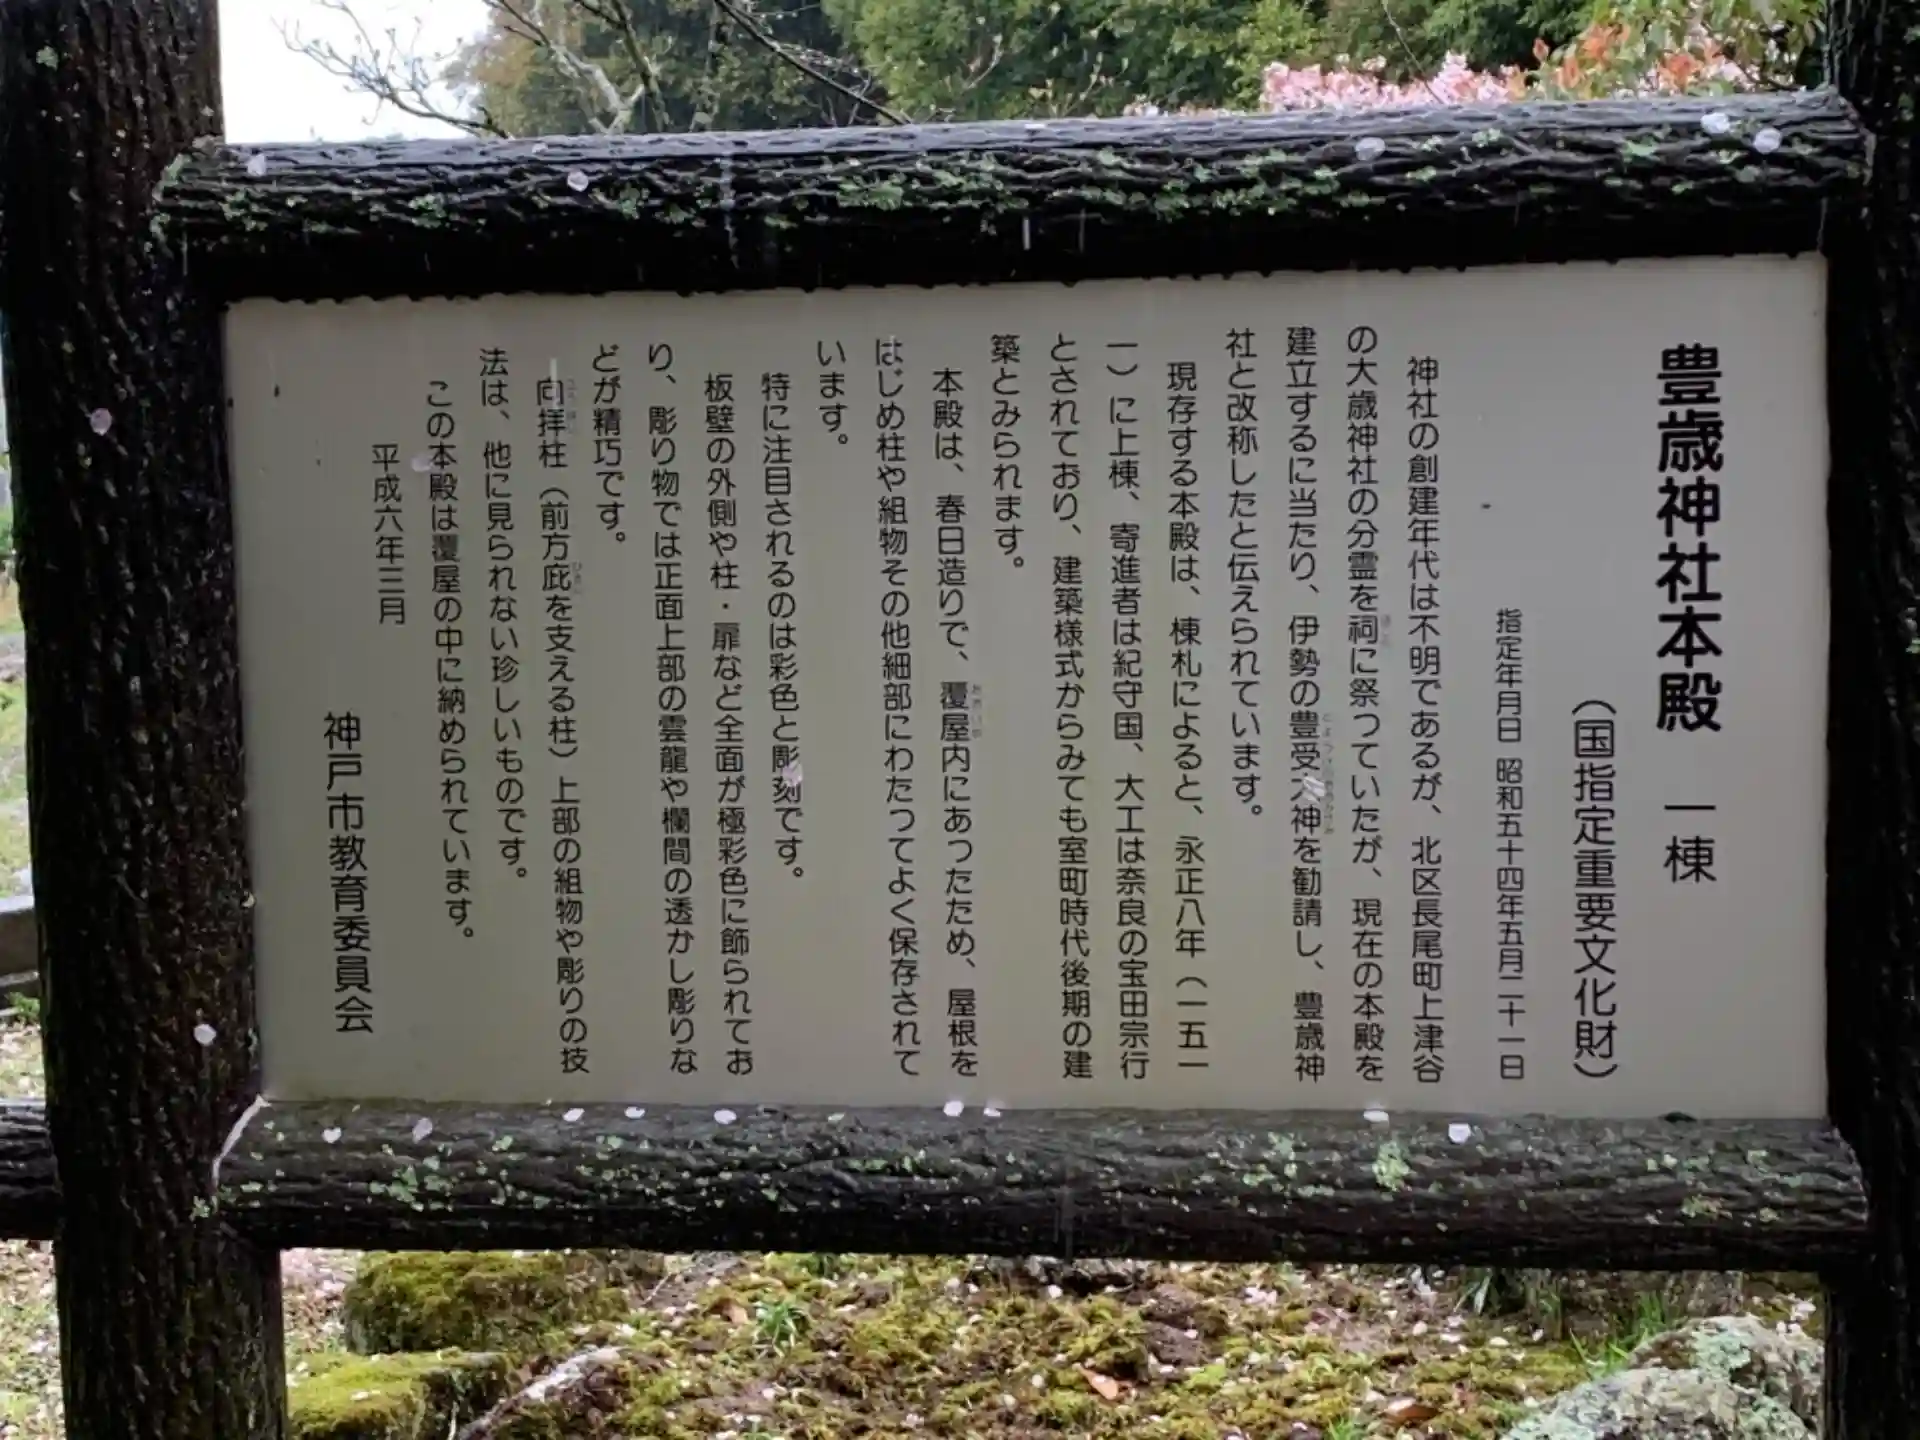 豊歳神社本殿 一棟
(国指定重要文化財)
指定年月日 昭和五十四年五月二十一日
神社の創建年代は不明であるが、北区長尾町上津谷
の大歳神社の分霊を祠に祭つていたが、現在の本殿を
建立するに当たり、伊勢の豊受大神を勧請し、豊歳神
社と改称したと伝えられています。
現存する本殿は、棟札によると、永正八年(一五一
一)に上棟、寄進者は紀守国、大工は奈良の宝田宗行
とされており、建築様式からみても室町時代後期の建
築とみられます。
本殿は、春日造りで、覆屋内にあつたため、屋根を
はじめ柱や組物その他細部にわたってよく保存されて
います。
特に注目されるのは彩色と彫刻です。
板壁の外側や柱・扉など全面が極彩色に飾られてお
り、彫り物では正面上部の雲龍や欄間の透かし彫りな
どが精巧です。
向拝柱(前方庇を支える柱)上部の組物や彫りの技
法は、他に見られない珍しいものです。
この本殿は覆屋の中に納められています。
平成六年三月
神戸市教育委員会